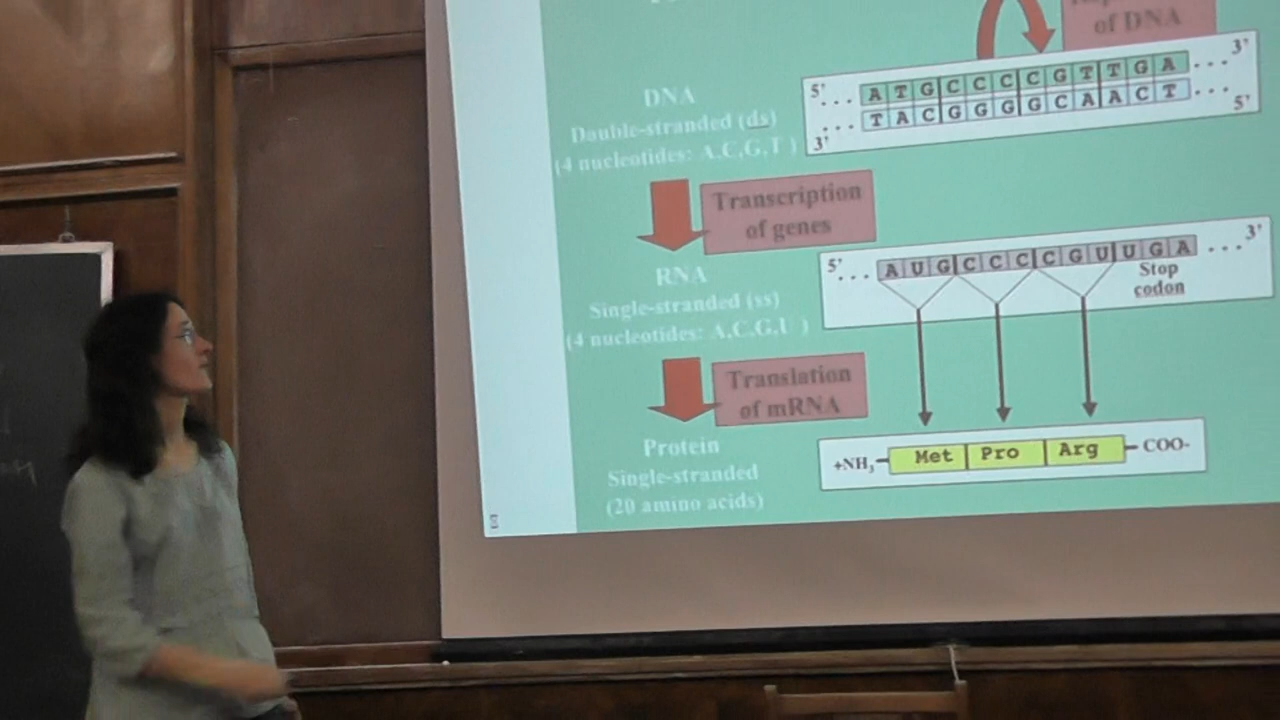 of DNA
DNA
Double-stranded (ds)
(4 nucleotides: A,C,G,T )
5' ... A T G C C C C G T T G A ... 3'
3' ... T A C G G G G C A A C T ... 5'
Transcription
of genes
RNA
Single-stranded (ss)
(4 nucleotides: A,C,G,U )
5' ... A U G C C C C G U U G A ... 3'
Stop
codon
Translation
of mRNA
Protein
Single-stranded
(20 amino acids)
+NH3 Met Pro Arg COO-